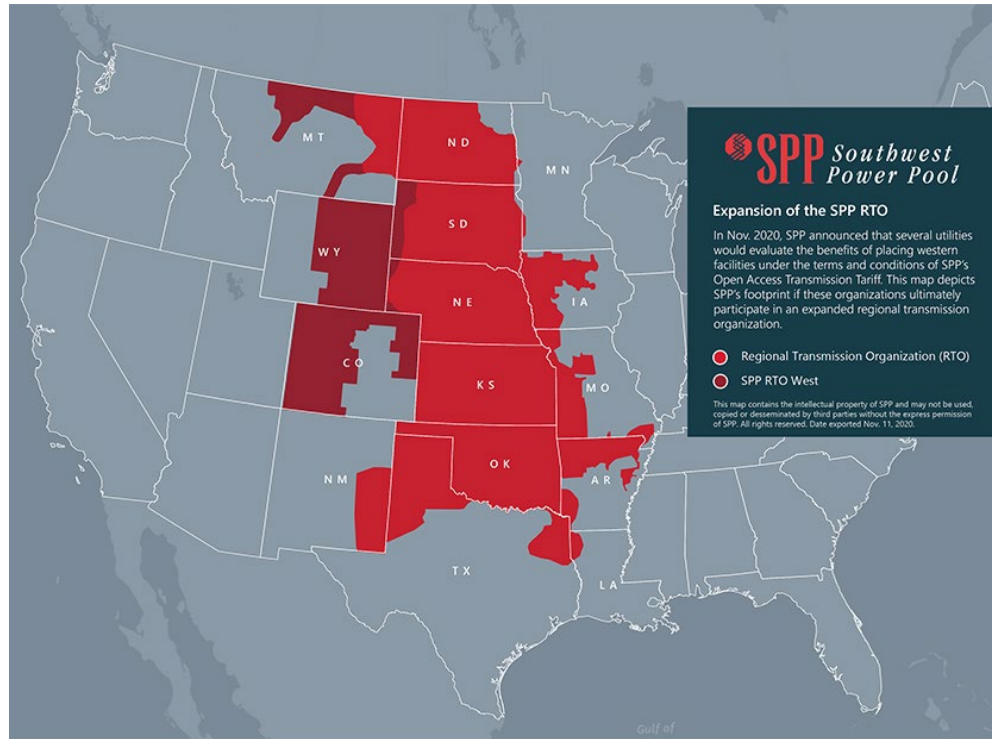 MT
ND
MN
SPP Southwest
Power Pool
Expansion of the SPP RTO
In Nov. 2020, SPP announced that several utilities
would evaluate the benefits of placing western
facilities under the terms and conditions of SPP's
Open Access Transmission Tariff. This map depicts
SPP's footprint if these organizations ultimately
participate in an expanded regional transmission
organization.
Regional Transmission Organization (RTO)
SPP RTO West
This map contains the intellectual property of SPP and may not be used,
copied or desseminated by third parties without the express permission
of SPP. All rights reserved. Date exported Nov. 11, 2020.
WY
SD
NE
IA
CO
KS
MO
NM
OK
AR
TX
LA
Gulf of